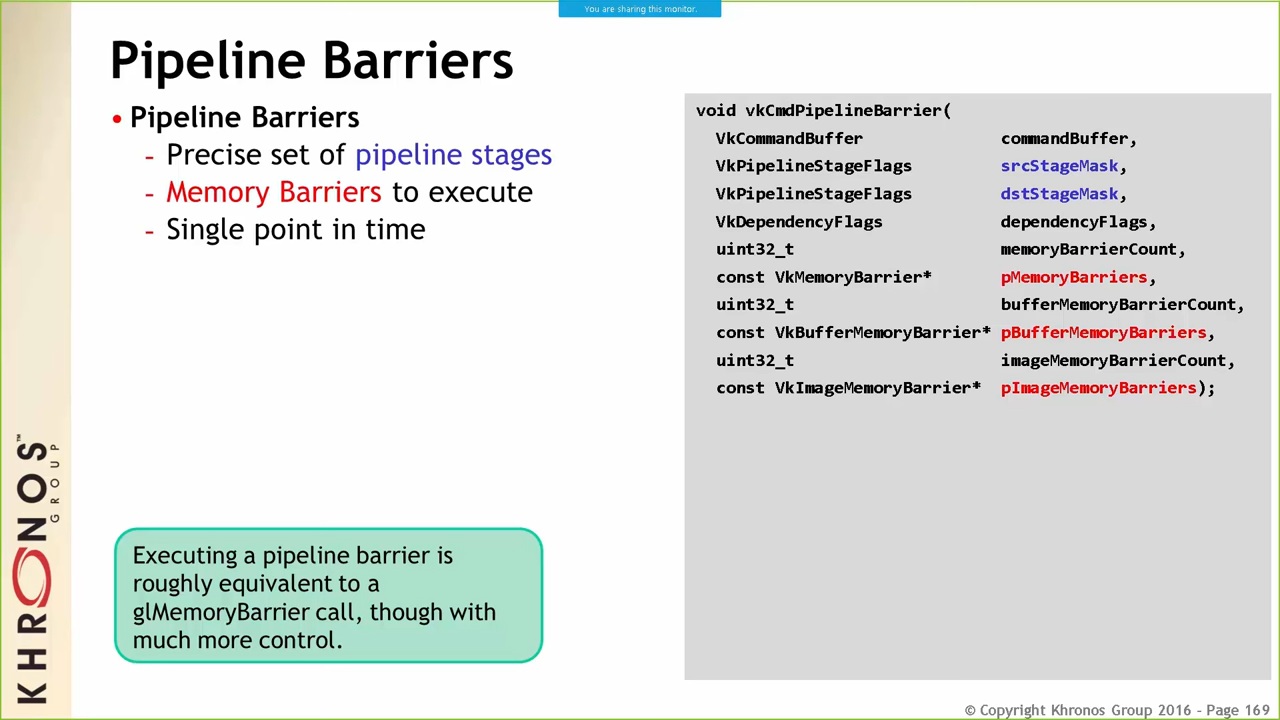 You are sharing this monitor.
Pipeline Barriers
• Pipeline Barriers
- Precise set of pipeline stages
- Memory Barriers to execute
- Single point in time
Executing a pipeline barrier is
roughly equivalent to a
glMemoryBarrier call, though with
much more control.
void vkCmdPipelineBarrier(
VkCommandBuffer commandBuffer,
VkPipelineStageFlags srcStageMask,
VkPipelineStageFlags dstStageMask,
VkDependencyFlags dependencyFlags,
uint32_t memoryBarrierCount,
const VkMemoryBarrier* pMemoryBarriers,
uint32_t bufferMemoryBarrierCount,
const VkBufferMemoryBarrier* pBufferMemoryBarriers,
uint32_t imageMemoryBarrierCount,
const VkImageMemoryBarrier* pImageMemoryBarriers);
KHRONOS™
GROUP
© Copyright Khronos Group 2016 - Page 169